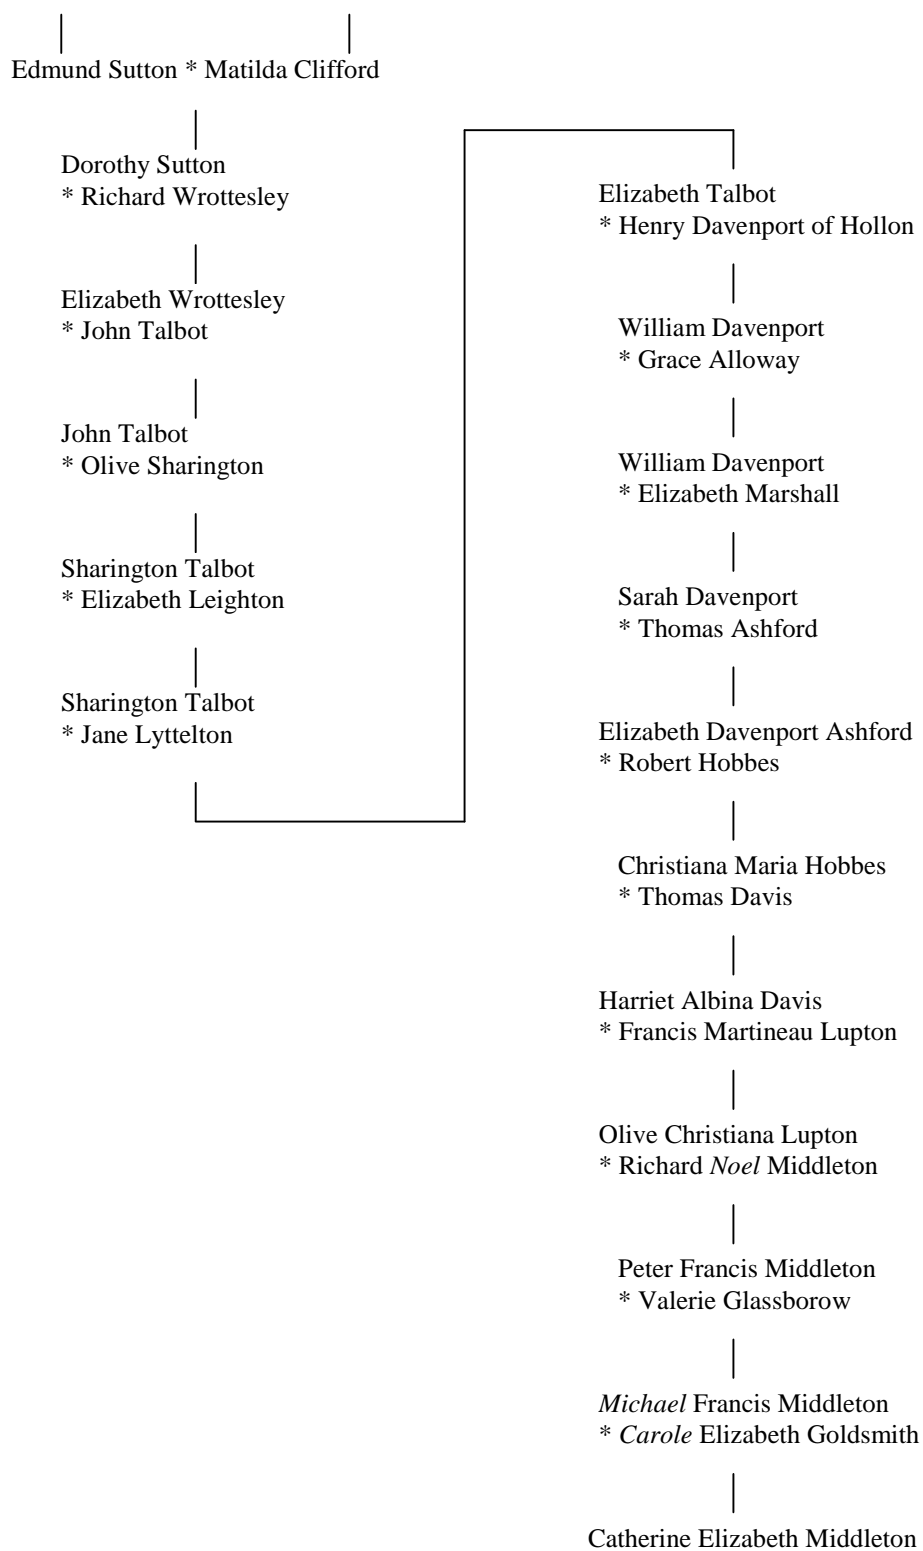 Edmund Sutton * Matilda Clifford
Dorothy Sutton
* Richard Wrottesley
Elizabeth Wrottesley
* John Talbot
John Talbot
* Olive Sharington
Sharington Talbot
* Elizabeth Leighton
Sharington Talbot
* Jane Lyttelton
Elizabeth Talbot
* Henry Davenport of Hollon
William Davenport
* Grace Alloway
William Davenport
* Elizabeth Marshall
Sarah Davenport
* Thomas Ashford
Elizabeth Davenport Ashford
* Robert Hobbes
Christiana Maria Hobbes
* Thomas Davis
Harriet Albina Davis
* Francis Martineau Lupton
Olive Christiana Lupton
* Richard Noel Middleton
Peter Francis Middleton
* Valerie Glassborow
Michael Francis Middleton
* Carole Elizabeth Goldsmith
Catherine Elizabeth Middleton